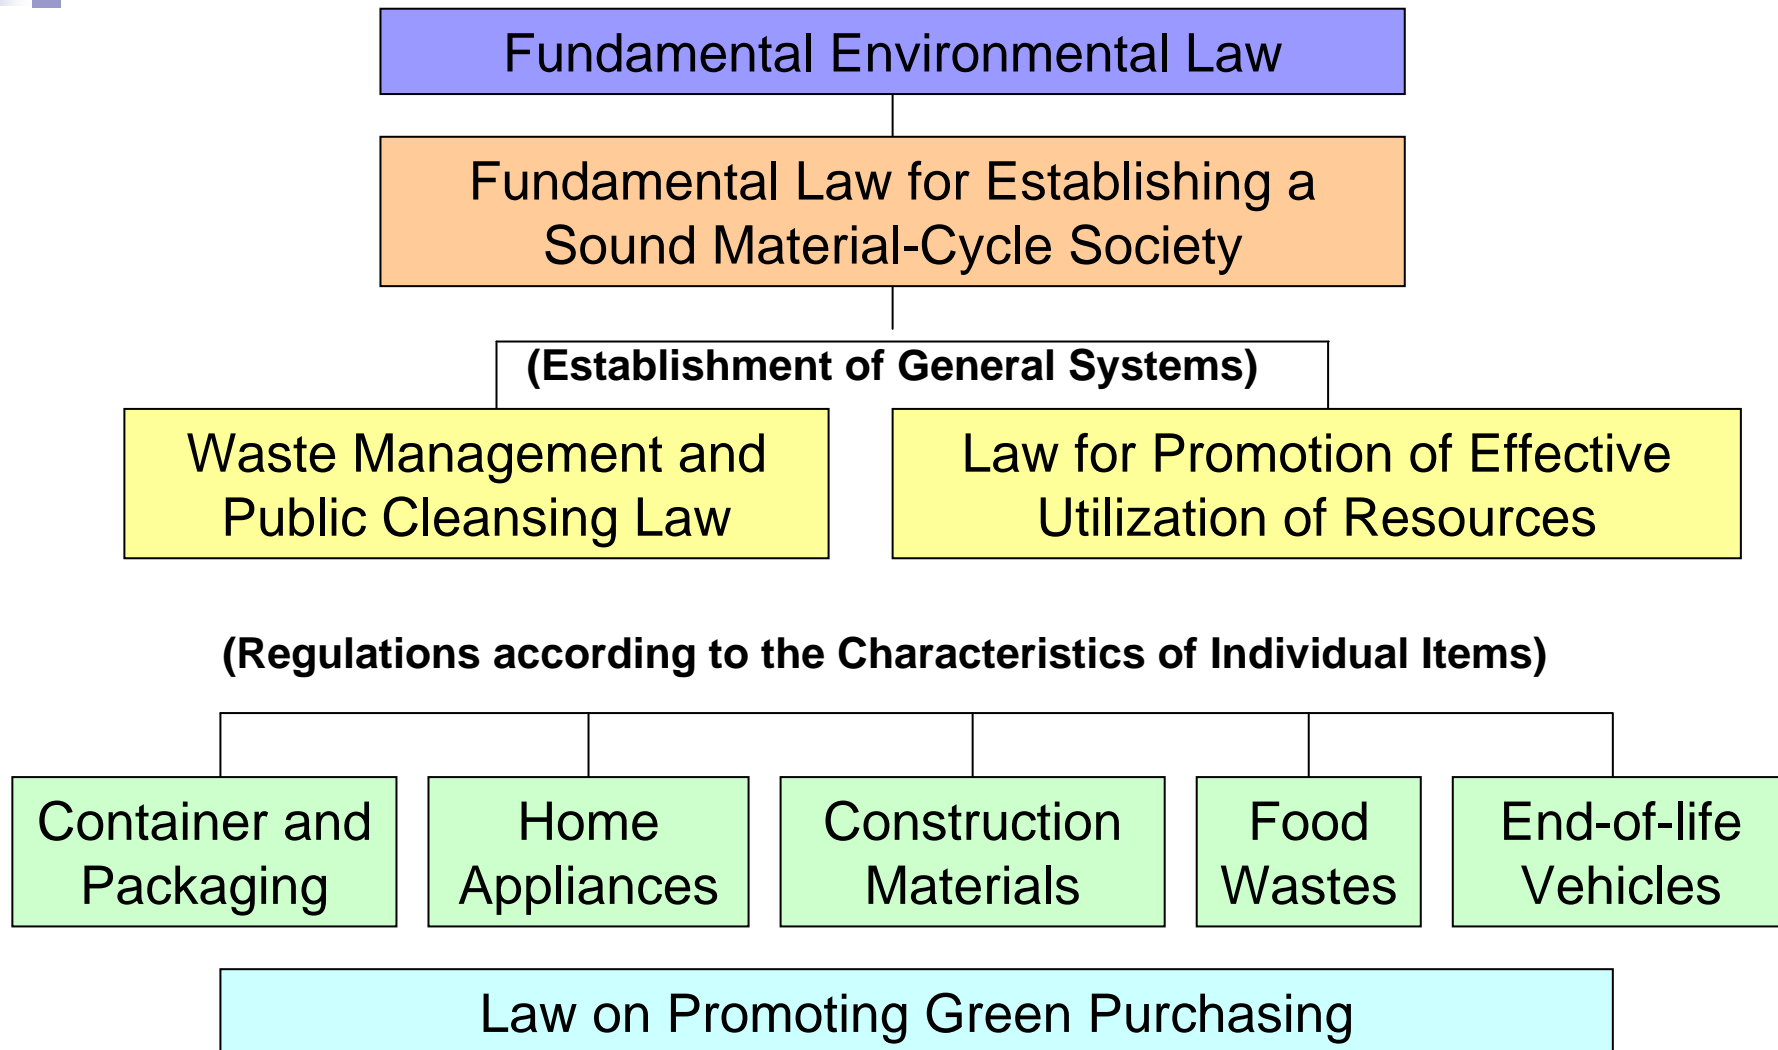 Fundamental Environmental Law
Fundamental Law for Establishing a
Sound Material-Cycle Society
(Establishment of General Systems)
Waste Management and
Public Cleansing Law
Law for Promotion of Effective
Utilization of Resources
(Regulations according to the Characteristics of Individual Items)
Container and
Packaging
Home
Appliances
Construction
Materials
Food
Wastes
End-of-life
Vehicles
Law on Promoting Green Purchasing